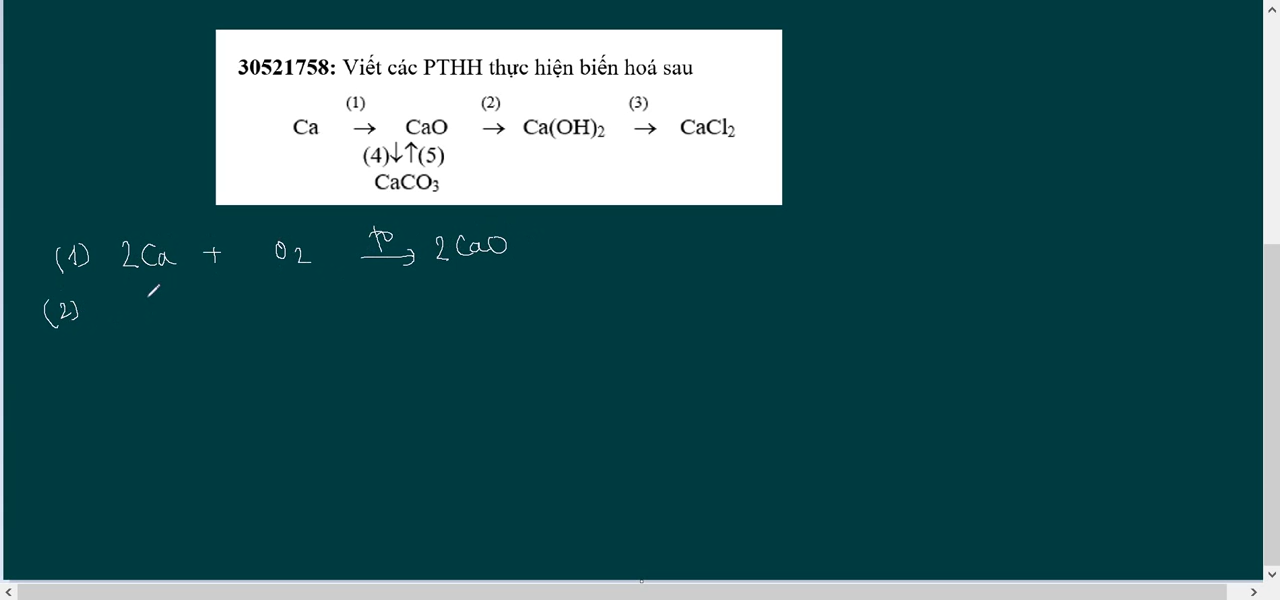 30521758: Viết các PTHH thực hiện biến hoá sau
(1) (2) (3)
Ca → CaO → Ca(OH)₂ → CaCl₂
(4)↓↑(5)
CaCO₃
(1) 2Ca + O₂ →(t⁰) 2CaO
(2)